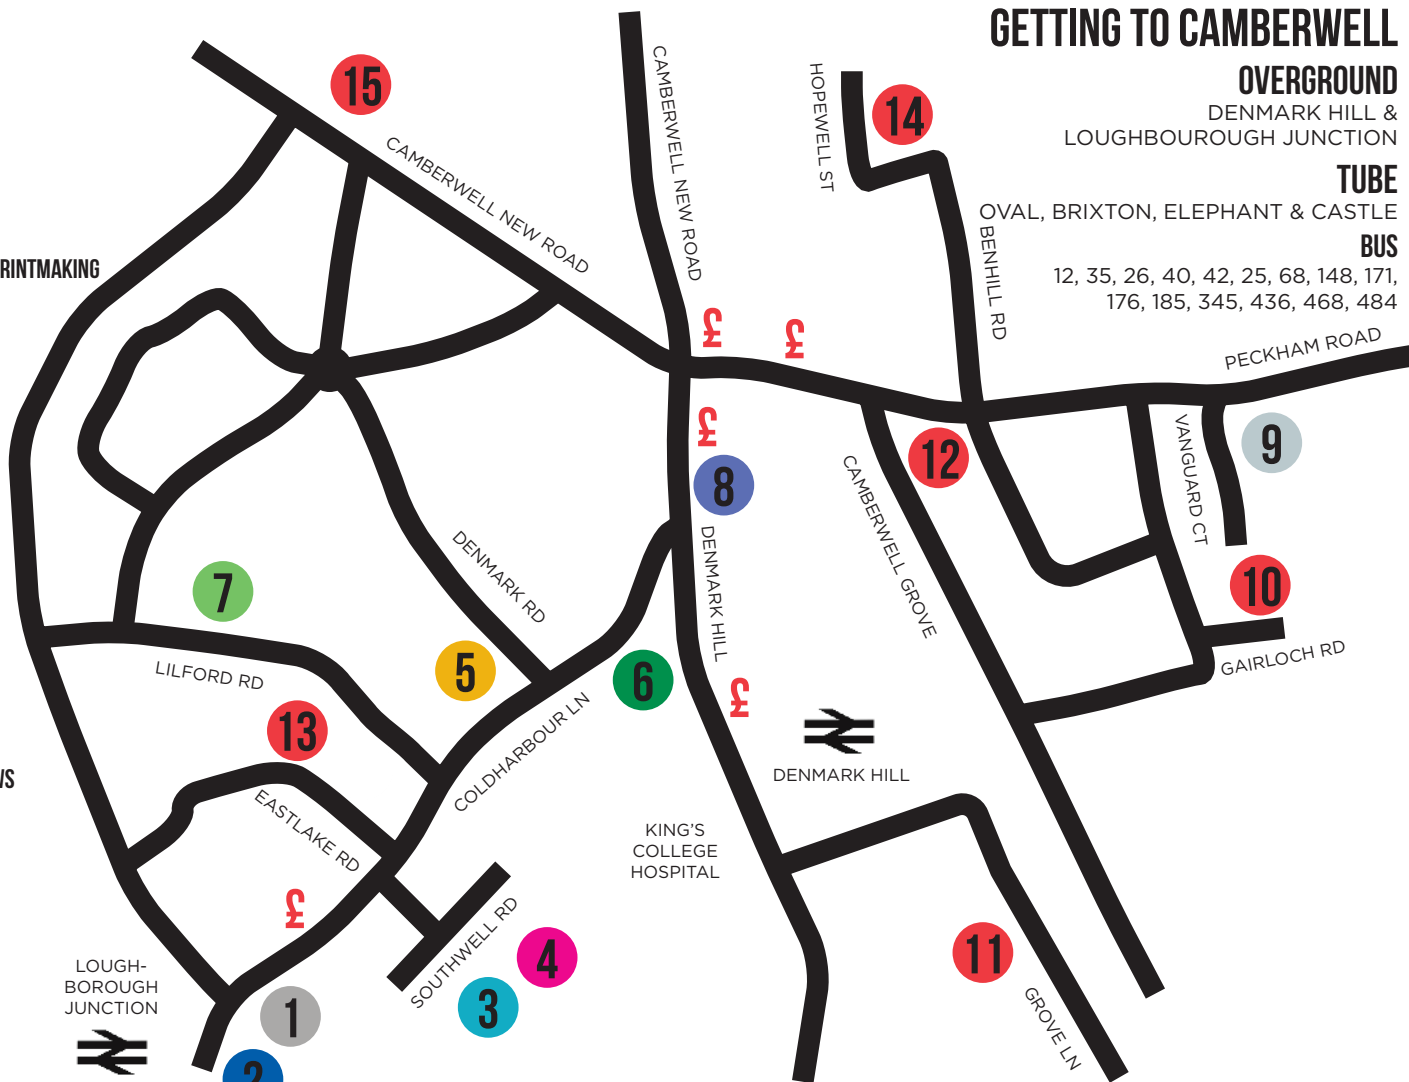 GETTING TO CAMBERWELL
OVERGROUND
DENMARK HILL &
LOUGHBOUROUGH JUNCTION
TUBE
OVAL, BRIXTON, ELEPHANT & CASTLE
BUS
12, 35, 26, 40, 42, 25, 68, 148, 171,
176, 185, 345, 436, 468, 484
15
CAMBERWELL NEW ROAD
CAMBERWELL NEW ROAD
HOPEWELL ST
14
BENHILL RD
PECKHAM ROAD
RINTMAKING
£
£
£
8
12
9
VANGUARD CT
CAMBERWELL GROVE
DENMARK RD
DENMARK HILL
7
10
GAIRLOCH RD
LILFORD RD
5
6
£
13
COLDHARBOUR LN
DENMARK HILL
WS
EASTLAKE RD
KING'S
COLLEGE
HOSPITAL
£
SOUTHWELL RD
4
11
LOUGH-
BOROUGH
JUNCTION
1
3
GROVE LN
2